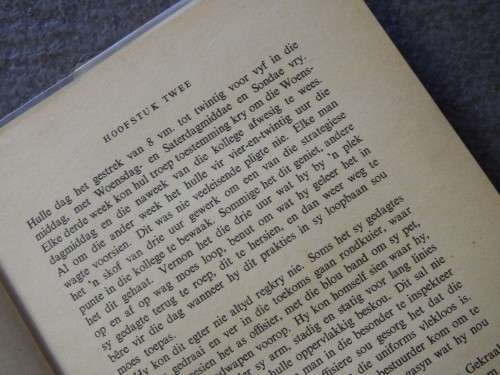 HOOFSTUK TWEE
Hulle dag het gestrek van 8 vm. tot twintig voor vyf in die
middag, met Woensdag- en Saterdagmiddae en Sondae vry.
Elke derde week kon hul troep toestemming kry om die Woens-
dagmiddag en die naweek van die kollege afwesig te wees.
Al om die ander week het hulle vir vier-en-twintig uur die
wagte voorsien. Dit was nie veeleisende pligte nie. Elke man
het 'n skof van drie uur gewerk om een van die strategiese
punte in die kollege te bewaak. Sommige het dit geniet, andere
het dit gehaat. Vernon het die drie uur wat hy by 'n plek
op en af op wag moes loop, benut om wat hy geleer het in
sy gedagte terug te roep, dit te hersien, en dan weer weg te
bêre vir die dag wanneer hy dit prakties in sy loopbaan sou
moes toepas.
Hy kon dit egter nie altyd regkry nie. Soms het sy gedagtes
gedraai en ver in die toekoms gaan rondkuier, waar
gesien het as offisier, met die blou band om sy pet,
wapen voorop. Hy kon homself sien waar hy,
sy arm, stadig en statig voor lang linies
hulle oppervlakkig beskou. Dit sal nie
man in die besonder te inspekteer
offisiere sou gesorg het dat die
die uniforms vlekloos is.
bestuurder kom om te
wyn wat hy nou
Gekrank